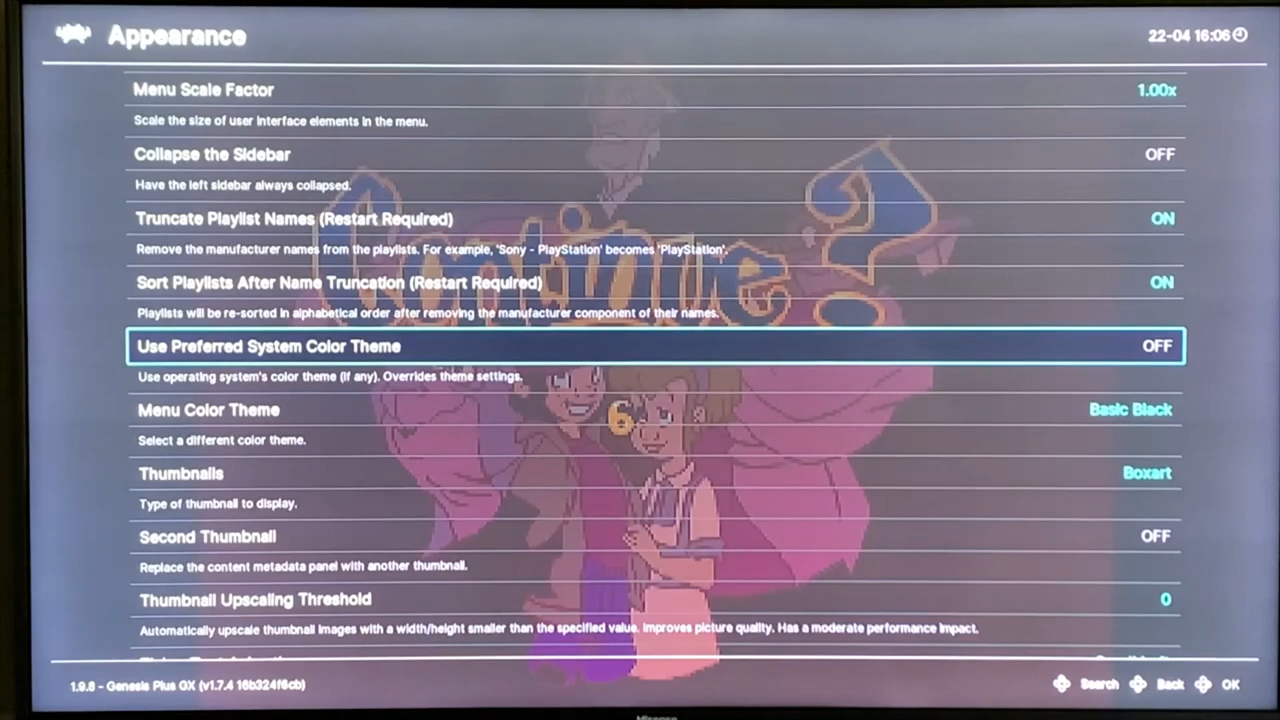 Appearance
22-04 16:06
Menu Scale Factor 1.00x
Scale the size of user interface elements in the menu.
Collapse the Sidebar OFF
Have the left sidebar always collapsed.
Truncate Playlist Names (Restart Required) ON
Remove the manufacturer names from the playlists. For example, 'Sony - PlayStation' becomes 'PlayStation'.
Sort Playlists After Name Truncation (Restart Required) ON
Playlists will be re-sorted in alphabetical order after removing the manufacturer component of their names.
Continue?
Use Preferred System Color Theme OFF
Use operating system's color theme (if any). Overrides theme settings.
6
Menu Color Theme Basic Black
Select a different color theme.
Thumbnails Boxart
Type of thumbnail to display.
Second Thumbnail OFF
Replace the content metadata panel with another thumbnail.
Thumbnail Upscaling Threshold 0
Automatically upscale thumbnail images with a width/height smaller than the specified value. Improves picture quality. Has a moderate performance impact.
1.9.8 - Genesis Plus GX (v1.7.4 16b324f6cb)
Search Back OK
Hisense